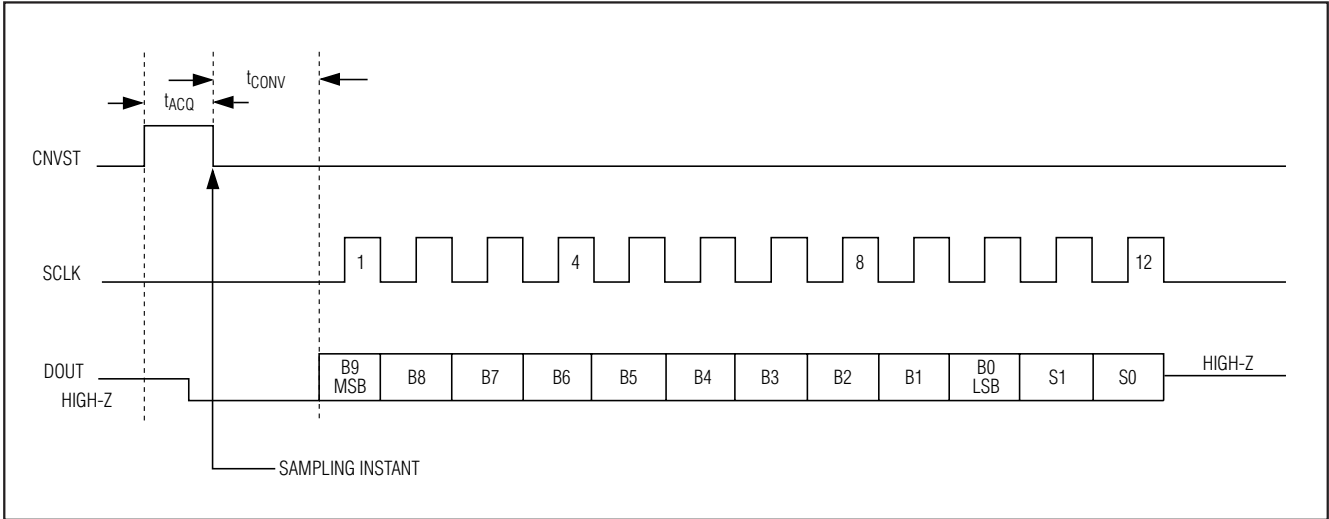 tCONV
tACQ
CNVST
SCLK
1
4
8
12
DOUT
HIGH-Z
B9
MSB
B8
B7
B6
B5
B4
B3
B2
B1
B0
LSB
S1
S0
HIGH-Z
SAMPLING INSTANT